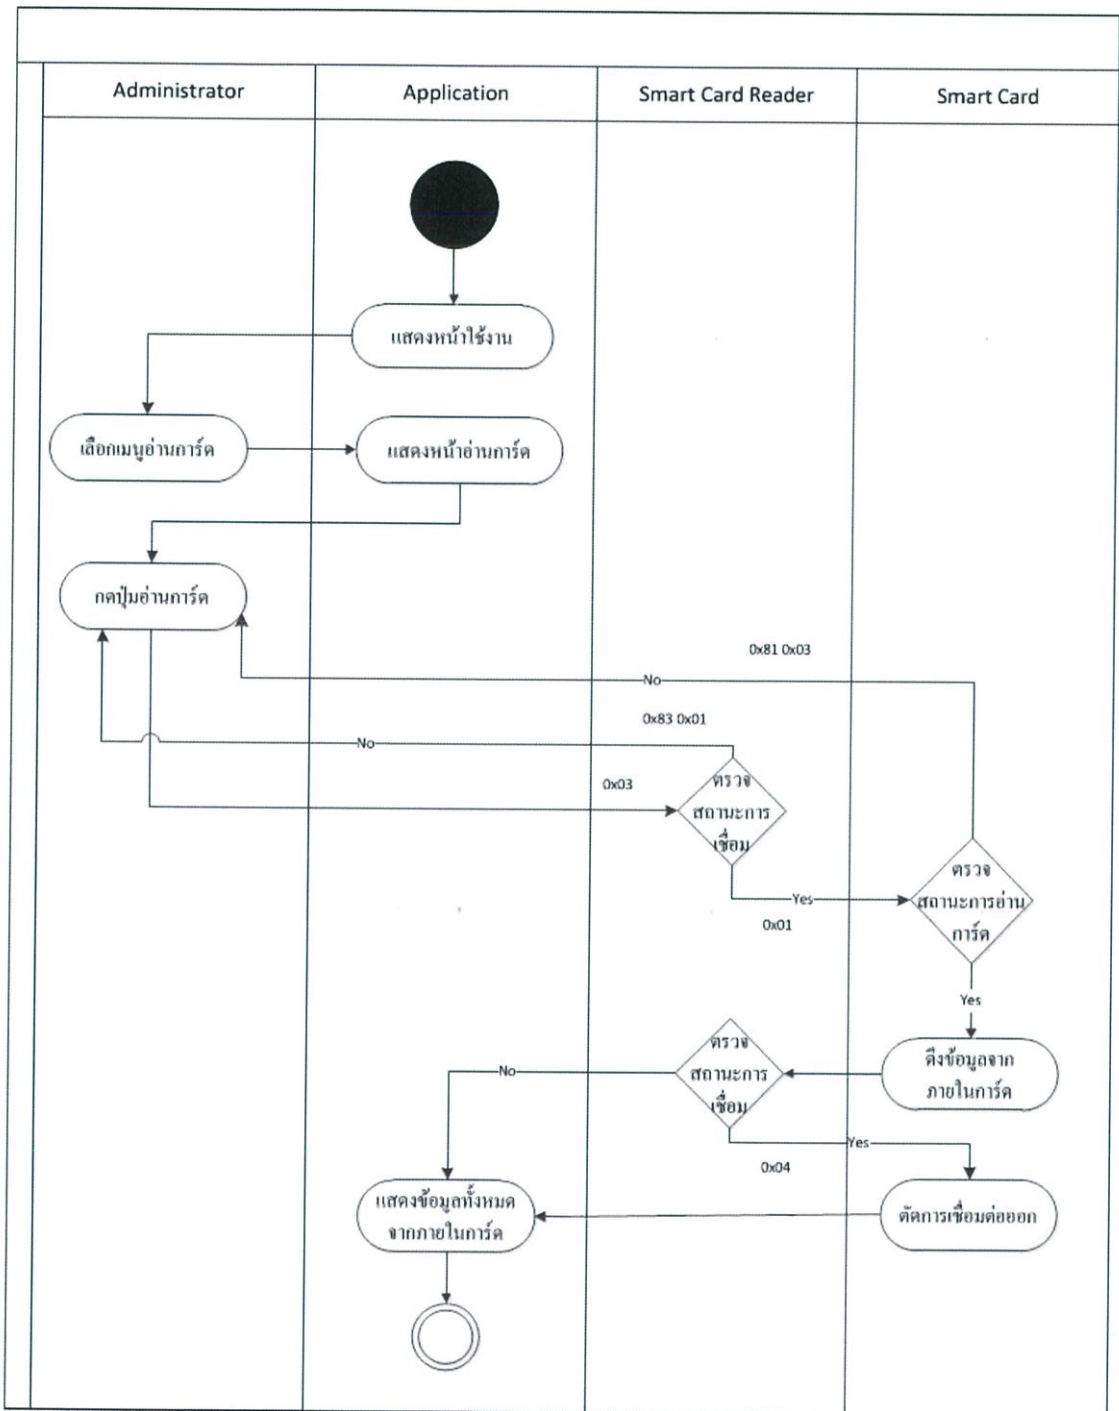 Administrator
Application
Smart Card Reader
Smart Card
แสดงหน้าใช้งาน
เลือกเมนูอ่านการ์ด
แสดงหน้าอ่านการ์ด
กดปุ่มอ่านการ์ด
0x81 0x03
No
0x83 0x01
No
0x03
ตรวจ
สถานะการ
เชื่อม
Yes
0x01
ตรวจ
สถานะการอ่าน
การ์ด
Yes
ดึงข้อมูลจาก
ภายในการ์ด
ตรวจ
สถานะการ
เชื่อม
No
Yes
0x04
แสดงข้อมูลทั้งหมด
จากภายในการ์ด
ตัดการเชื่อมต่อออก